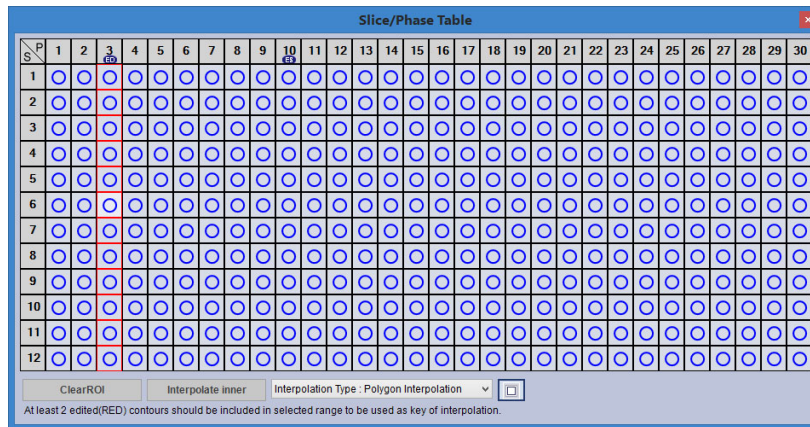 Slice/Phase Table
P 1 2 3 4 5 6 7 8 9 10 11 12 13 14 15 16 17 18 19 20 21 22 23 24 25 26 27 28 29 30
S ED ES
1
2
3
4
5
6
7
8
9
10
11
12
ClearROI Interpolate inner Interpolation Type : Polygon Interpolation
At least 2 edited(RED) contours should be included in selected range to be used as key of interpolation.